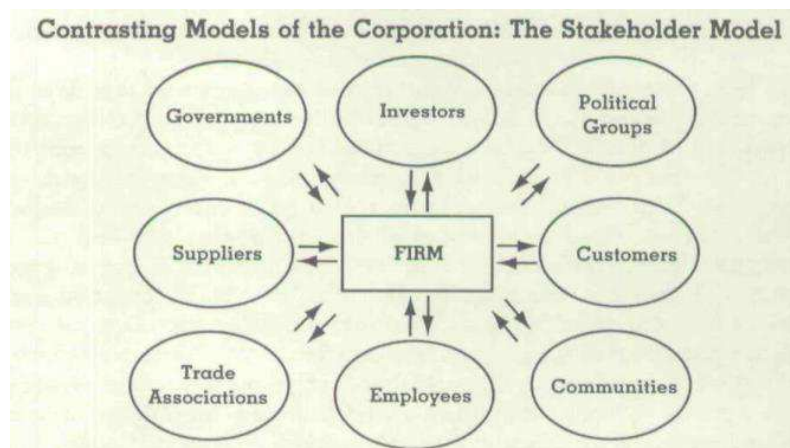 Contrasting Models of the Corporation: The Stakeholder Model
Governments
Investors
Political
Groups
Suppliers
FIRM
Customers
Trade
Associations
Employees
Communities